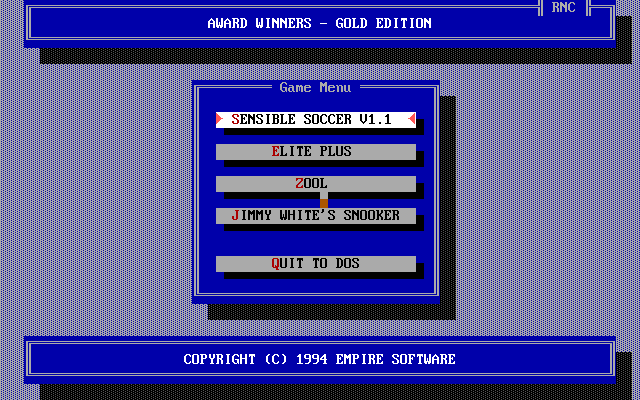 RNC
AWARD WINNERS - GOLD EDITION
Game Menu
SENSIBLE SOCCER V1.1
ELITE PLUS
ZOOL
JIMMY WHITE'S SNOOKER
QUIT TO DOS
COPYRIGHT (C) 1994 EMPIRE SOFTWARE